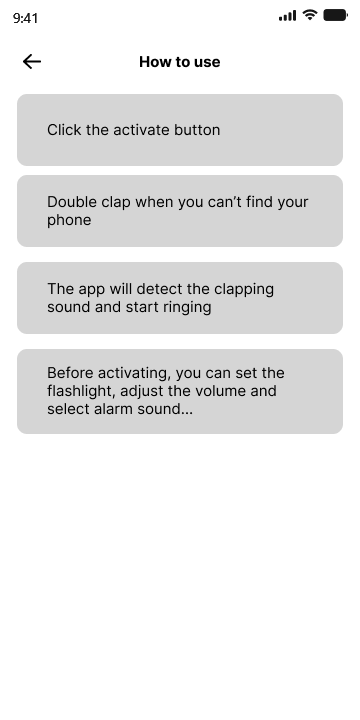 9:41
How to use
Click the activate button
Double clap when you can’t find your
phone
The app will detect the clapping
sound and start ringing
Before activating, you can set the
flashlight, adjust the volume and
select alarm sound...